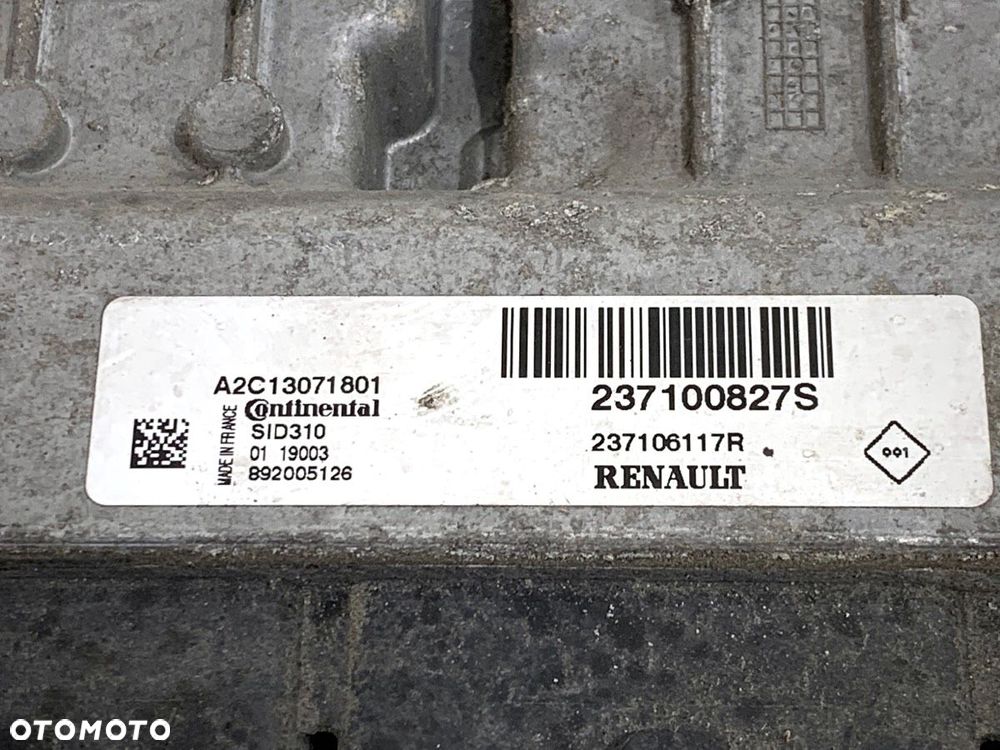 A2C13071801
Continental
MADE IN FRANCE
SID310
01 19003
892005126
237100827S
237106117R
RENAULT
001
OTOMOTO